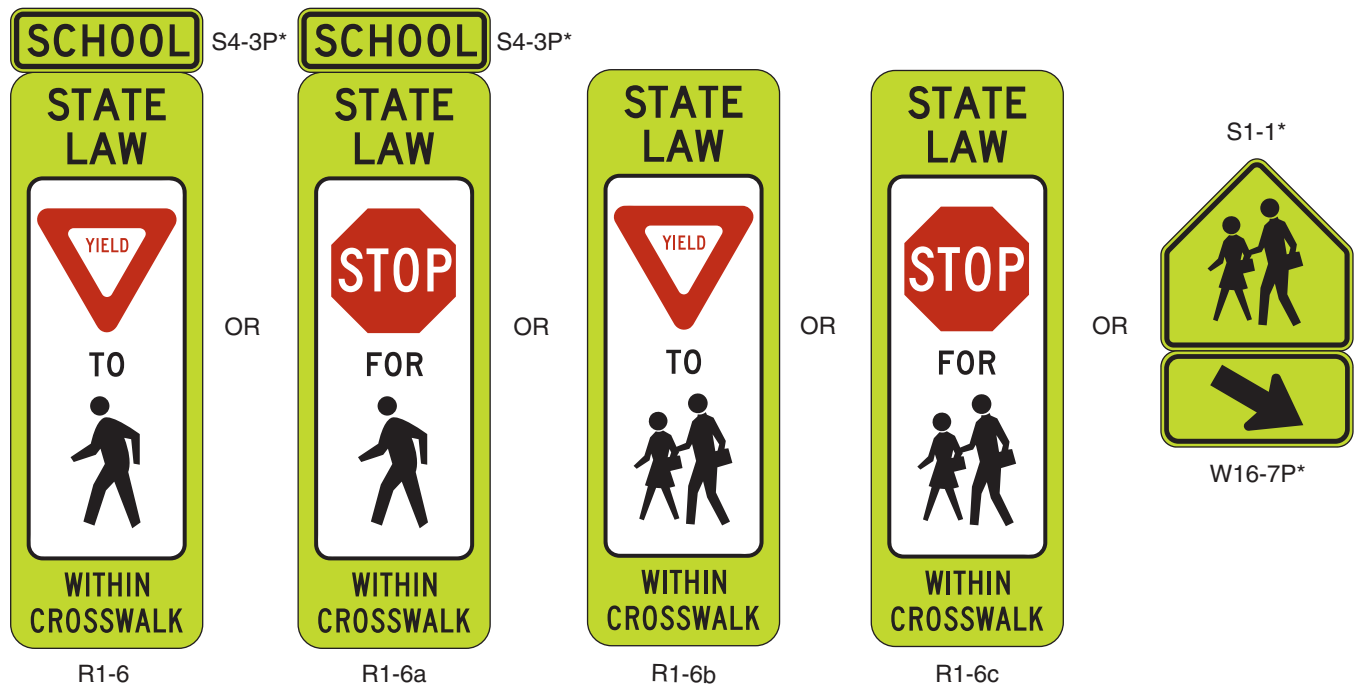 SCHOOL
S4-3P*
STATE
LAW
YIELD
TO
WITHIN
CROSSWALK
R1-6
OR
SCHOOL
S4-3P*
STATE
LAW
STOP
FOR
WITHIN
CROSSWALK
R1-6a
OR
STATE
LAW
YIELD
TO
WITHIN
CROSSWALK
R1-6b
OR
STATE
LAW
STOP
FOR
WITHIN
CROSSWALK
R1-6c
OR
S1-1*
W16-7P*